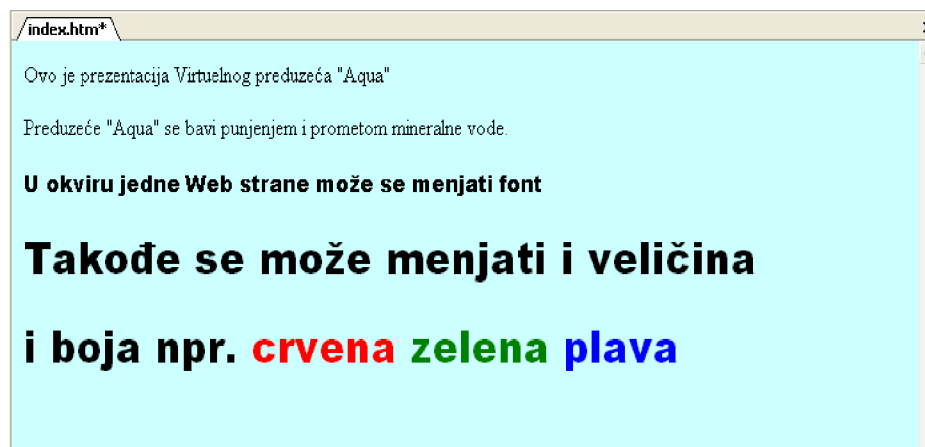 index.htm*
Ovo je prezentacija Virtuelnog preduzeća "Aqua"
Preduzeće "Aqua" se bavi punjenjem i prometom mineralne vode.
U okviru jedne Web strane može se menjati font
Takođe se može menjati i veličina
i boja npr. crvena zelena plava